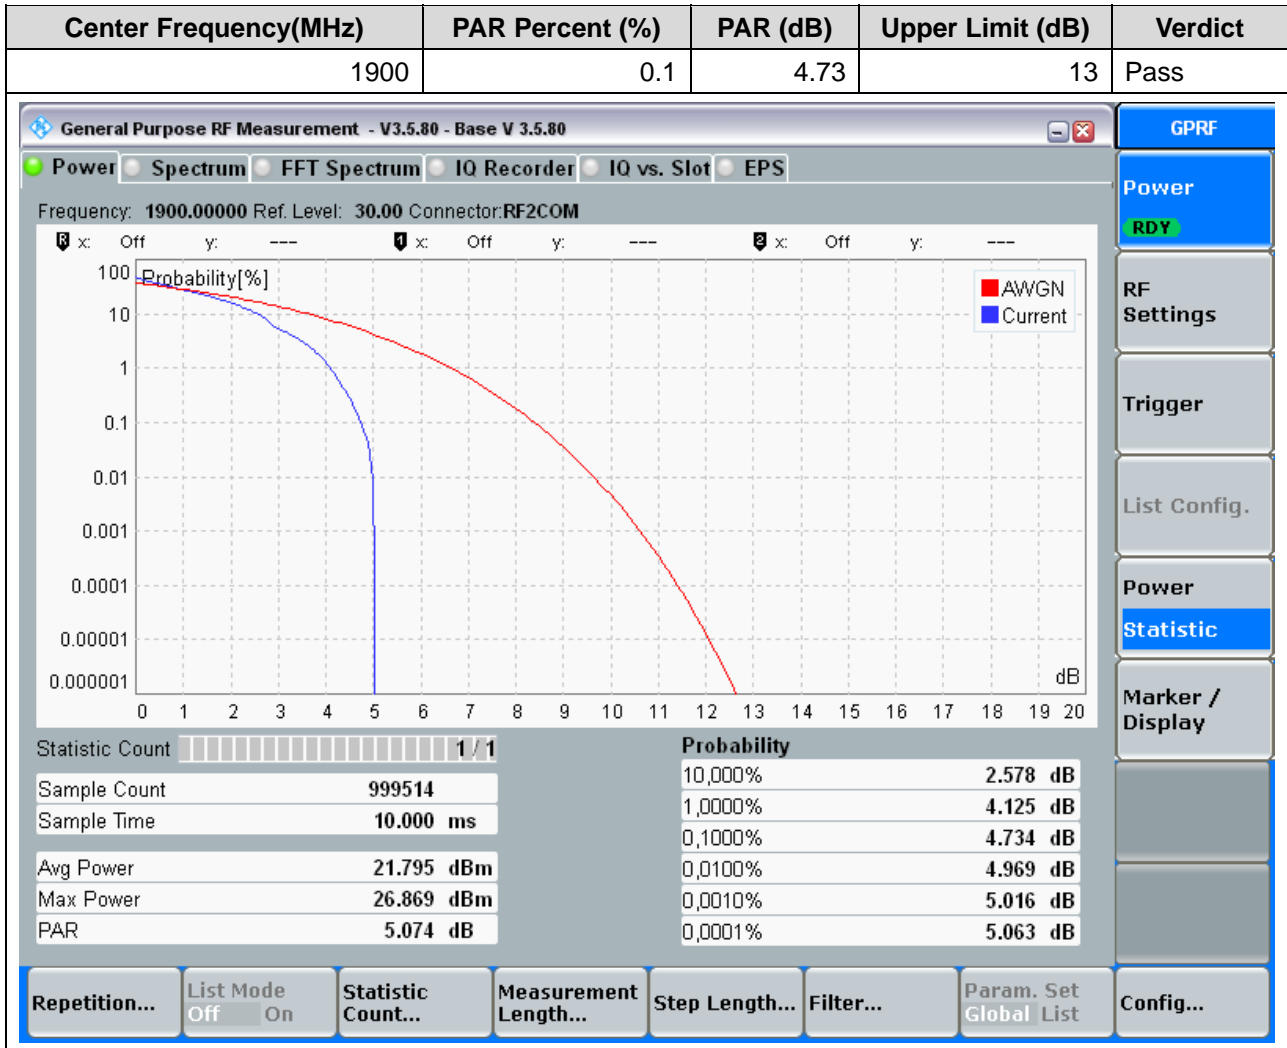 Center Frequency(MHz) PAR Percent (%) PAR (dB) Upper Limit (dB) Verdict
1900 0.1 4.73 13 Pass
General Purpose RF Measurement - V3.5.80 - Base V 3.5.80
GPRF
Power Spectrum FFT Spectrum IQ Recorder IQ vs. Slot EPS
Frequency: 1900.00000 Ref. Level: 30.00 Connector:RF2COM
R x: Off y: --- 1 x: Off y: --- 2 x: Off y: ---
Probability[%]
100
10
1
0.1
0.01
0.001
0.0001
0.00001
0.000001
AWGN
Current
dB
0 1 2 3 4 5 6 7 8 9 10 11 12 13 14 15 16 17 18 19 20
Statistic Count 1 / 1
Sample Count 999514
Sample Time 10.000 ms
Avg Power 21.795 dBm
Max Power 26.869 dBm
PAR 5.074 dB
Probability
10,000% 2.578 dB
1,0000% 4.125 dB
0,1000% 4.734 dB
0,0100% 4.969 dB
0,0010% 5.016 dB
0,0001% 5.063 dB
Power
RDY
RF
Settings
Trigger
List Config.
Power
Statistic
Marker /
Display
Repetition...
List Mode
Off On
Statistic
Count...
Measurement
Length...
Step Length...
Filter...
Param. Set
Global List
Config...